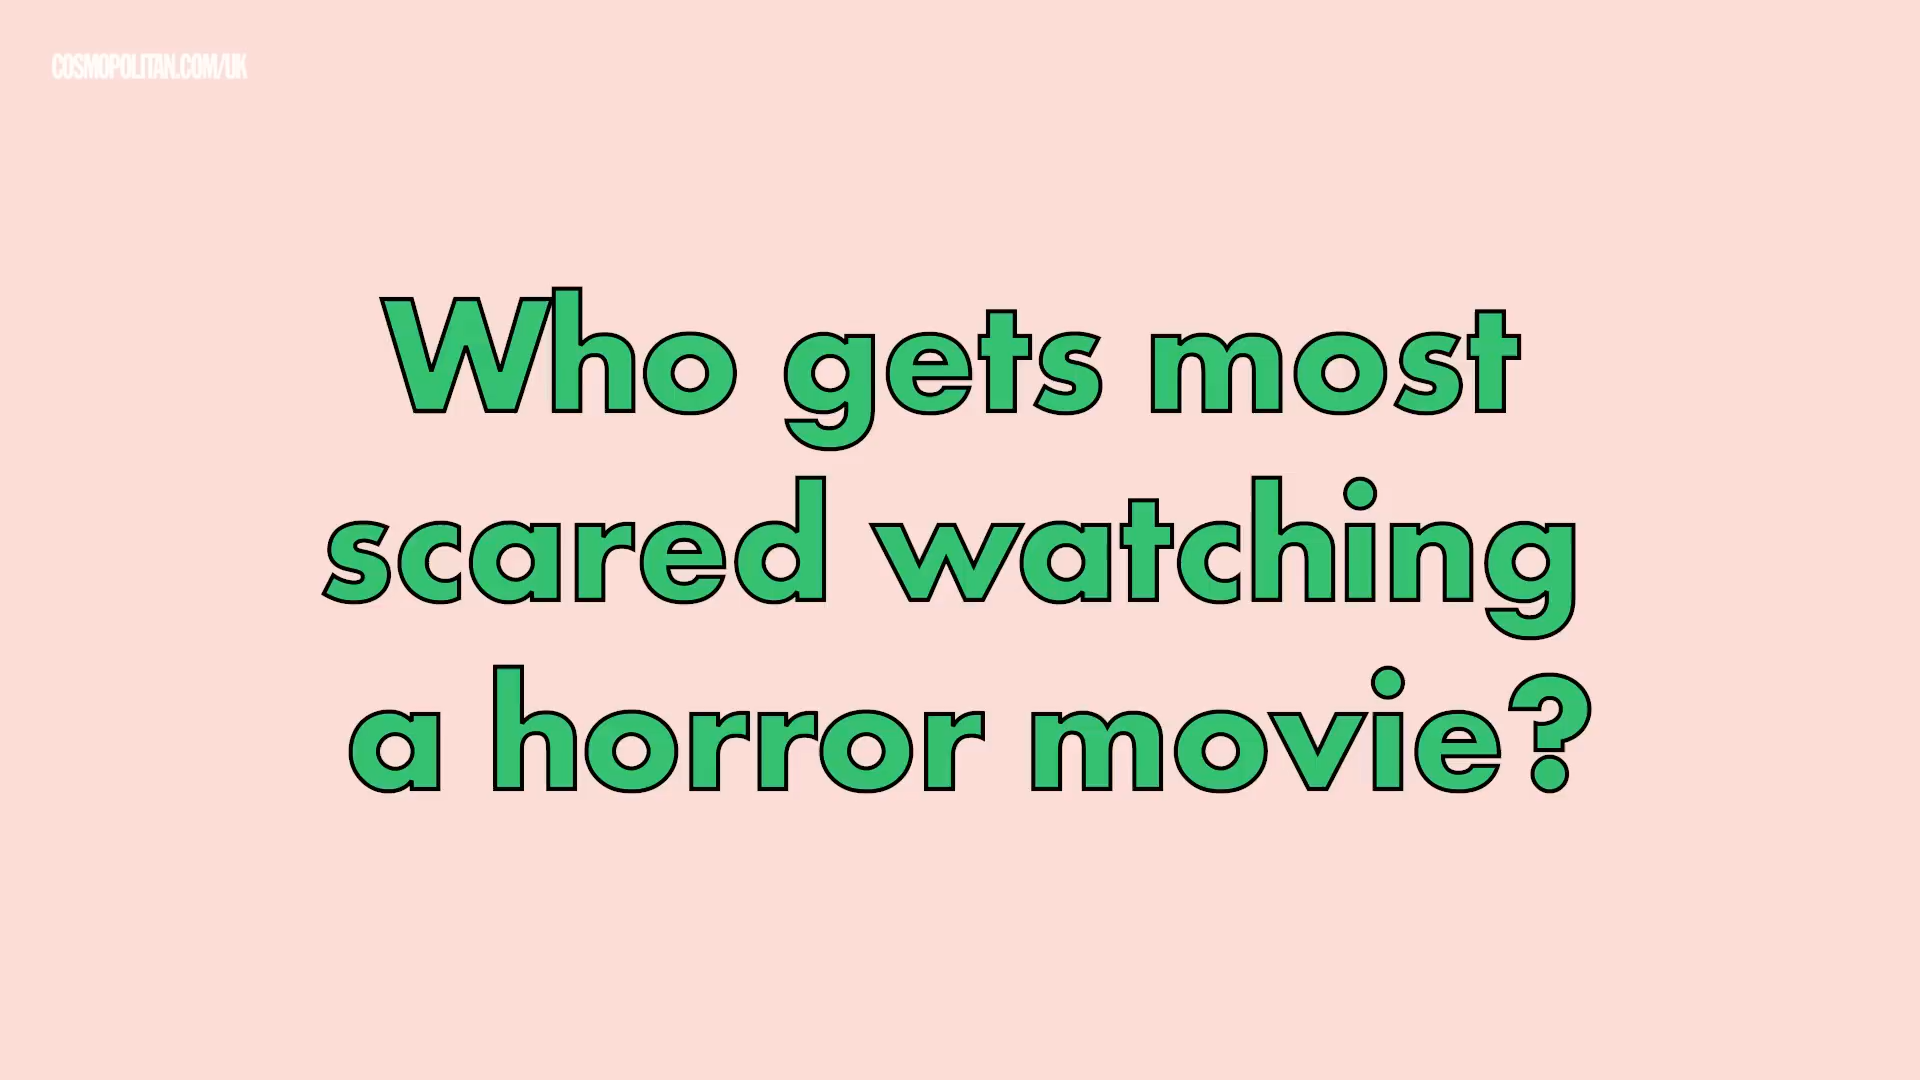 COSMOPOLITAN.COM/UK
Who gets most
scared watching
a horror movie?